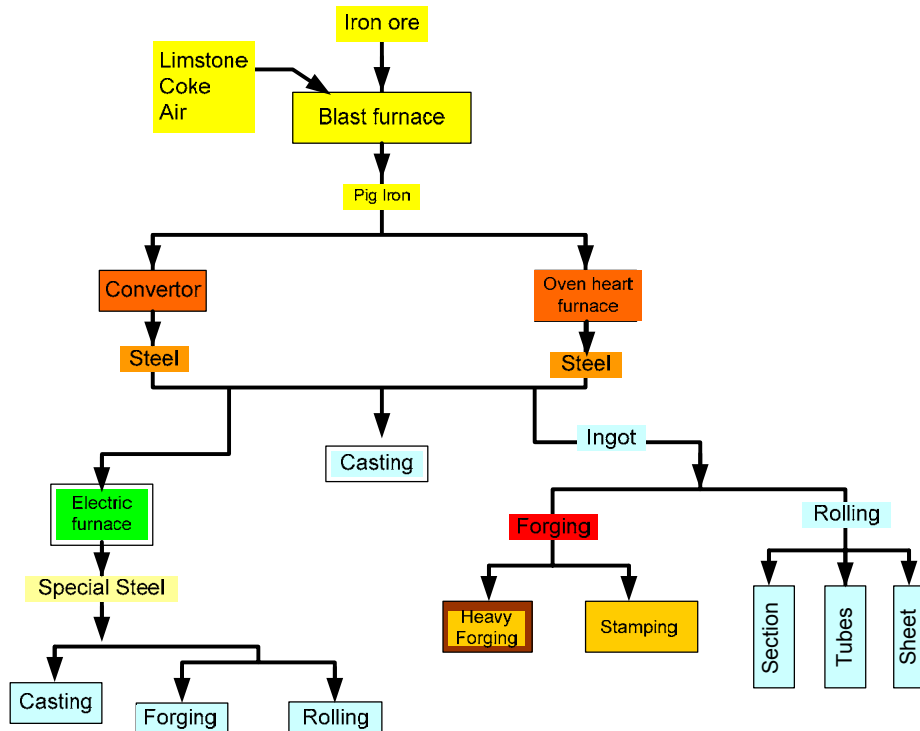 Iron ore
Limstone
Coke
Air
Blast furnace
Pig Iron
Convertor
Oven heart
furnace
Steel
Steel
Casting
Ingot
Electric
furnace
Forging
Rolling
Special Steel
Heavy
Forging
Stamping
Section
Tubes
Sheet
Casting
Forging
Rolling